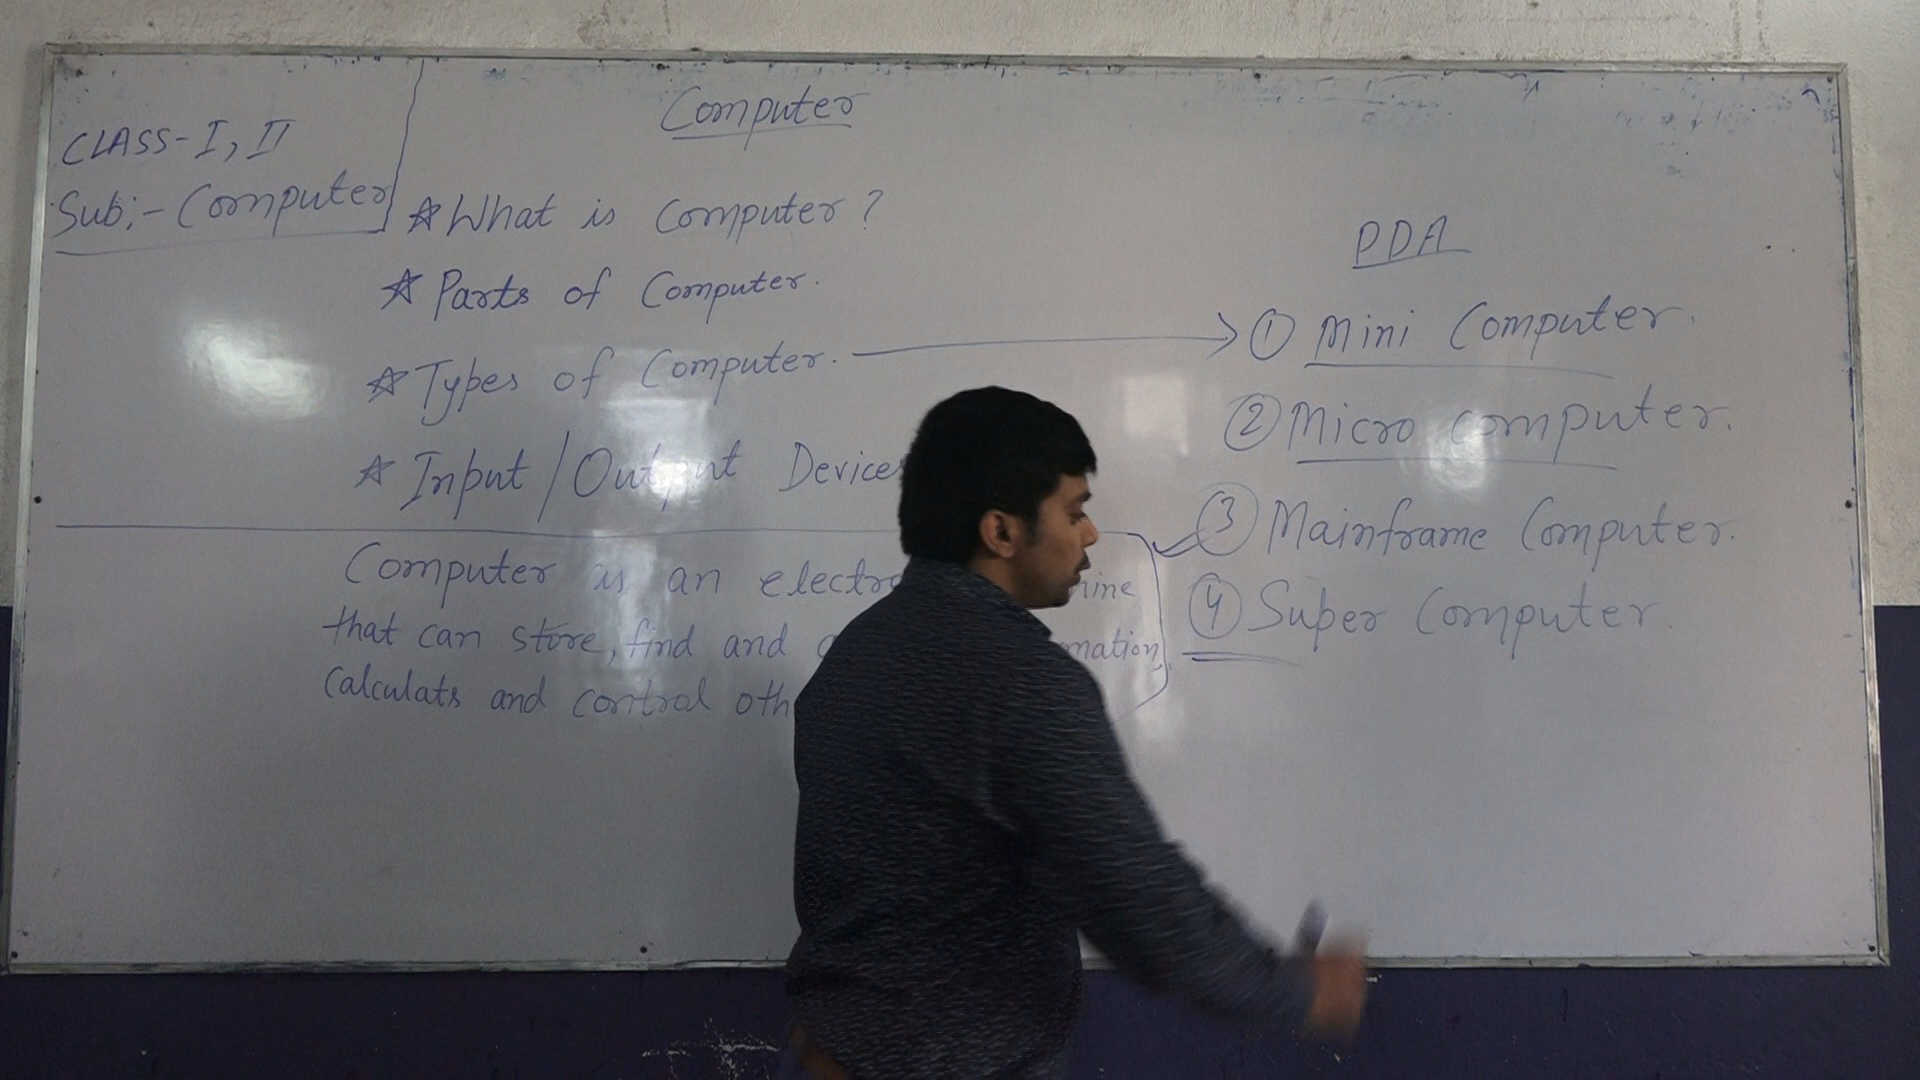 CLASS-I, II
Sub:- Computer
Computer
☆ What is Computer?
☆ Parts of Computer.
☆ Types of Computer.
☆ Input / Output Devices
Computer is an
that can store, find and
calculats and control
PDA
① Mini Computer.
② Micro Computer.
③ Mainframe Computer.
④ Super Computer.